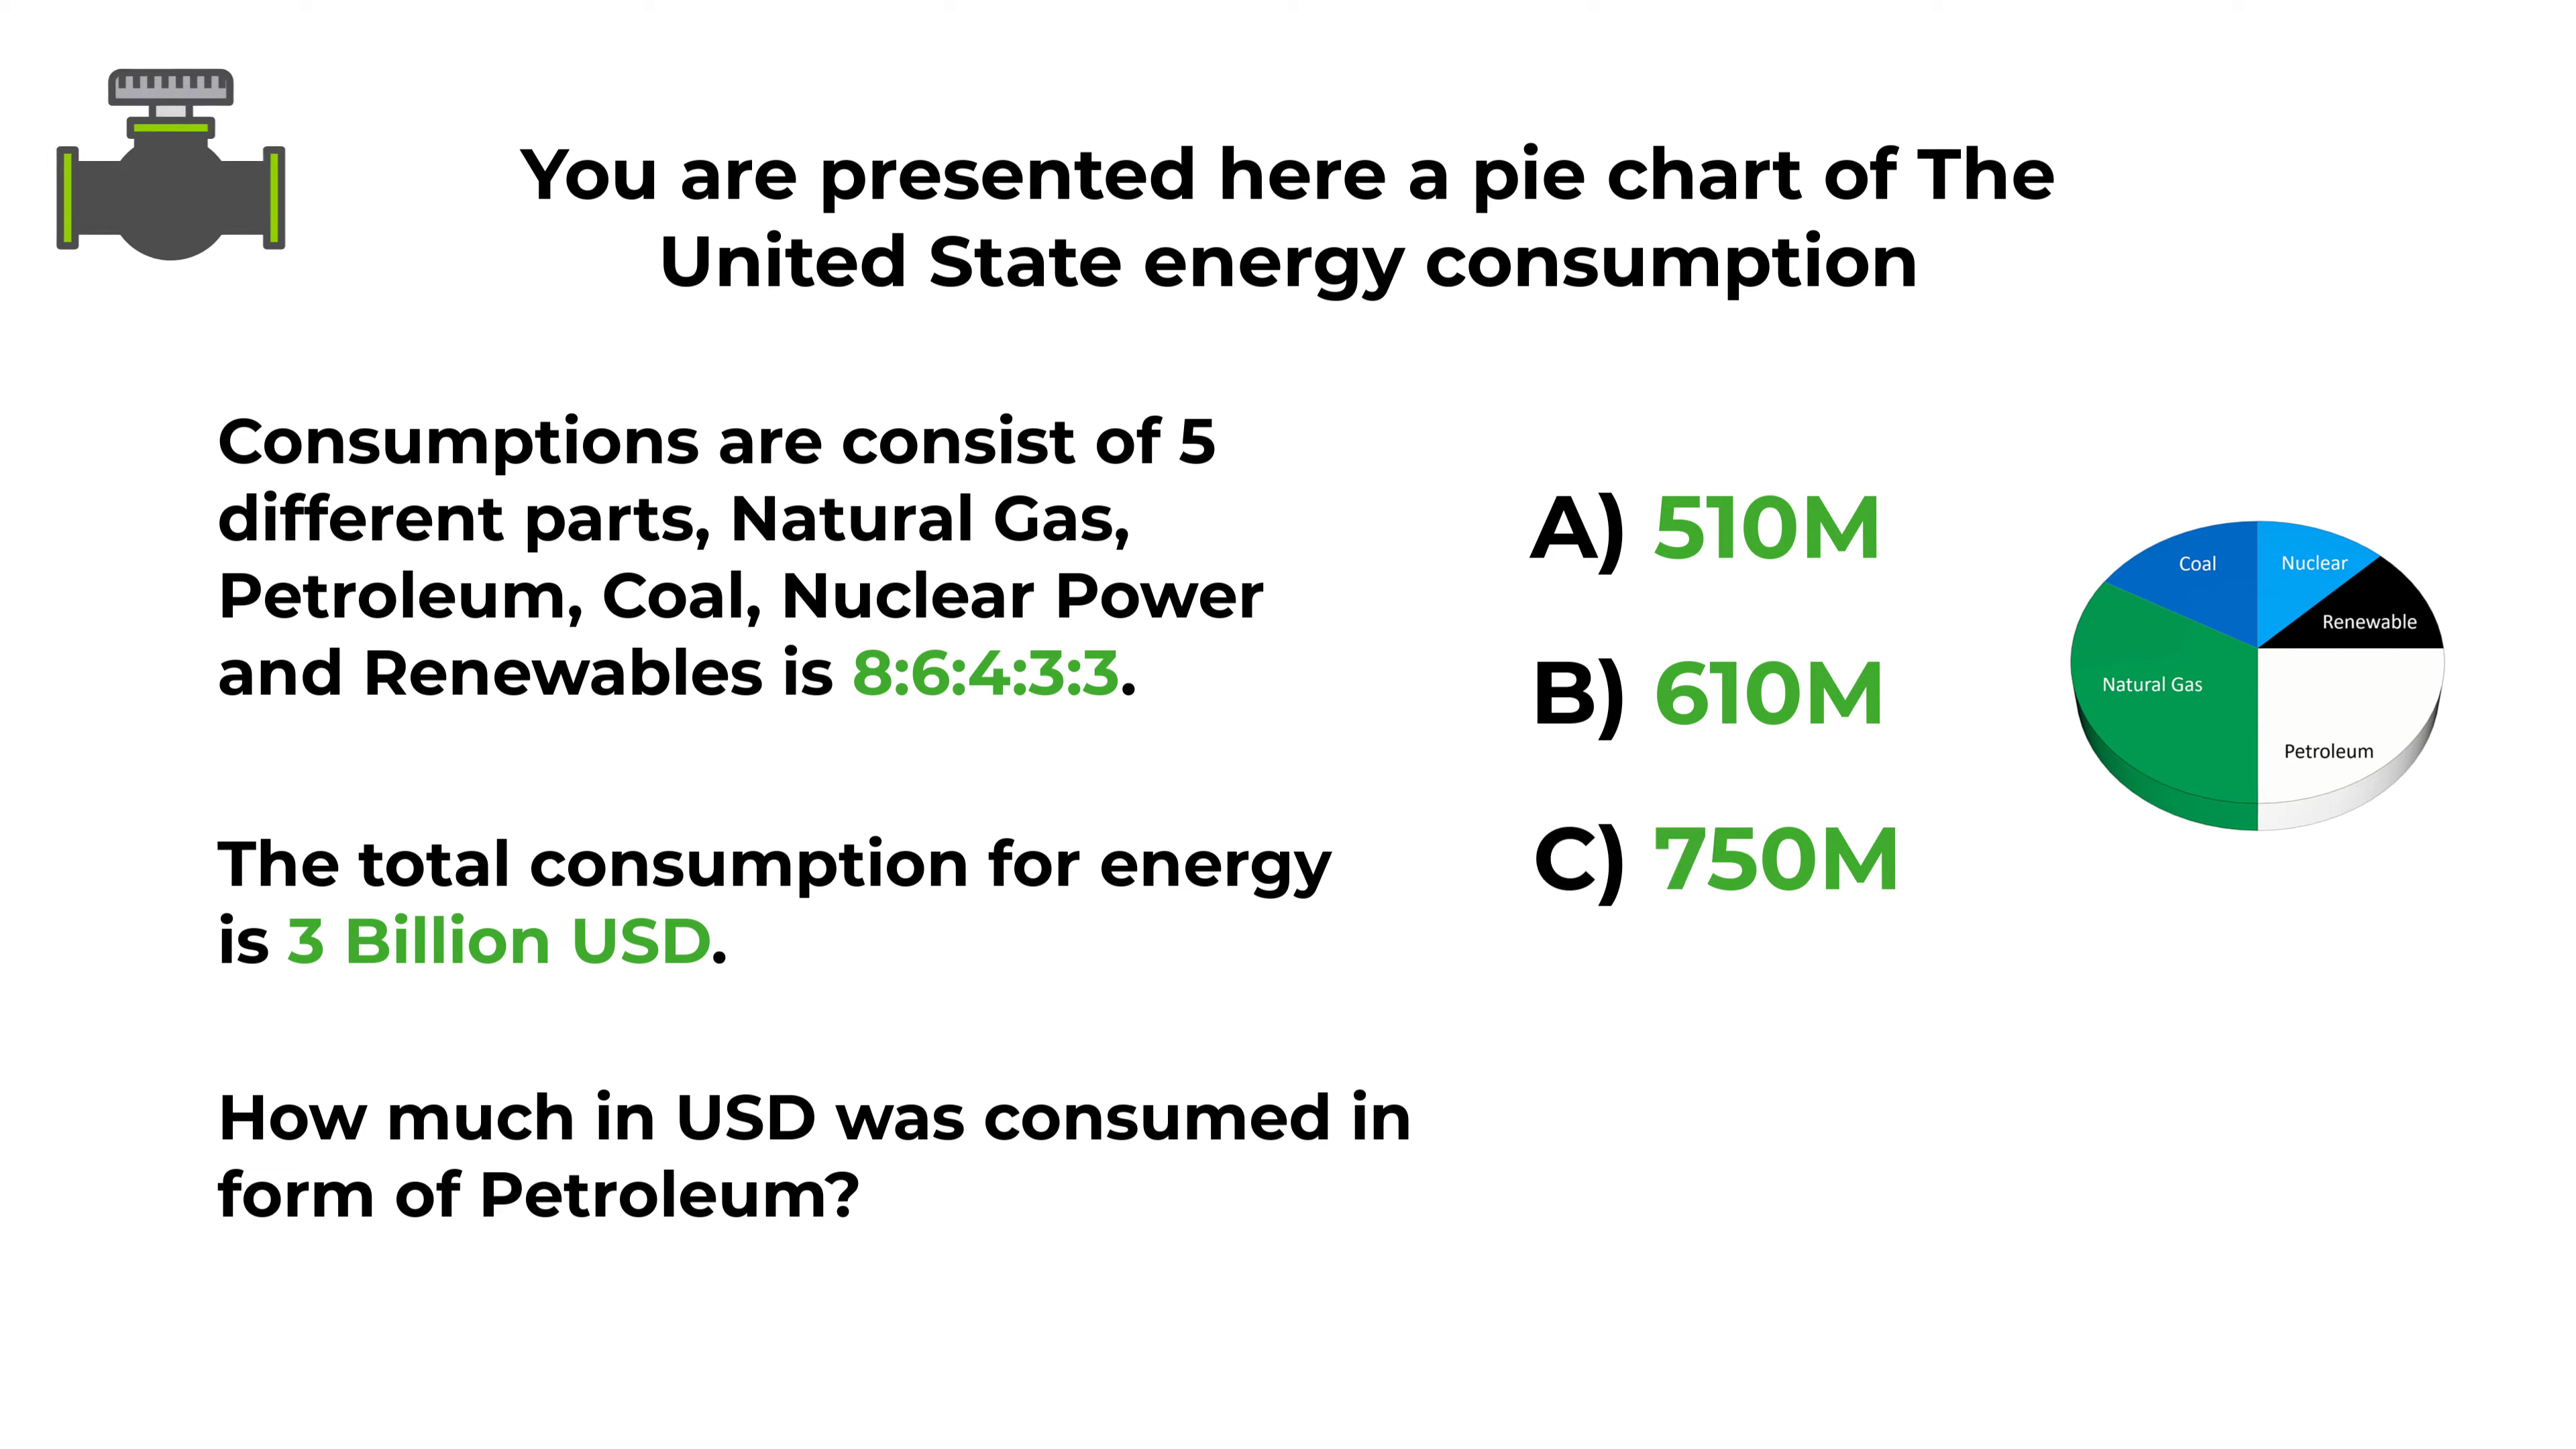 You are presented here a pie chart of The
United State energy consumption
Consumptions are consist of 5
different parts, Natural Gas,
Petroleum, Coal, Nuclear Power
and Renewables is 8:6:4:3:3.
The total consumption for energy
is 3 Billion USD.
How much in USD was consumed in
form of Petroleum?
A) 510M
B) 610M
C) 750M
Coal
Nuclear
Renewable
Natural Gas
Petroleum